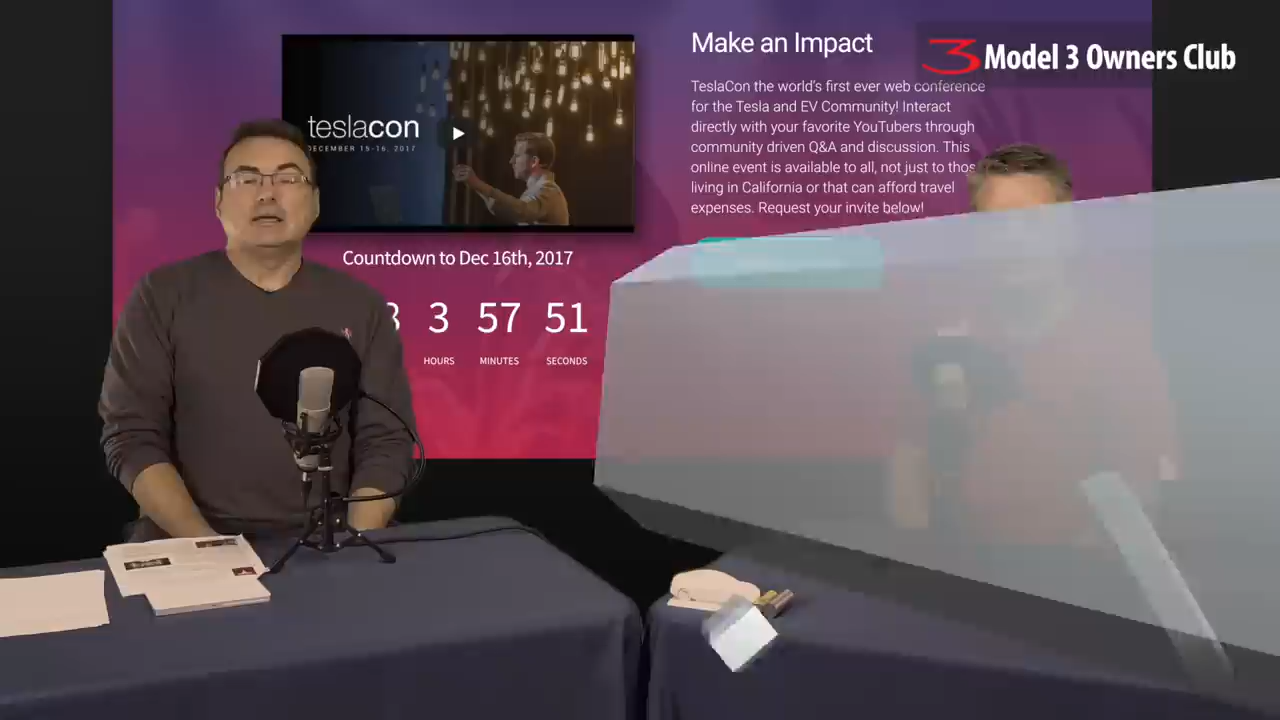 Make an Impact
3 Model 3 Owners Club
TeslaCon the world's first ever web conference
for the Tesla and EV Community! Interact
directly with your favorite YouTubers through
community driven Q&A and discussion. This
online event is available to all, not just to thos
living in California or that can afford travel
expenses. Request your invite below!
teslacon
DECEMBER 15-16, 2017
Countdown to Dec 16th, 2017
3 57 51
HOURS MINUTES SECONDS